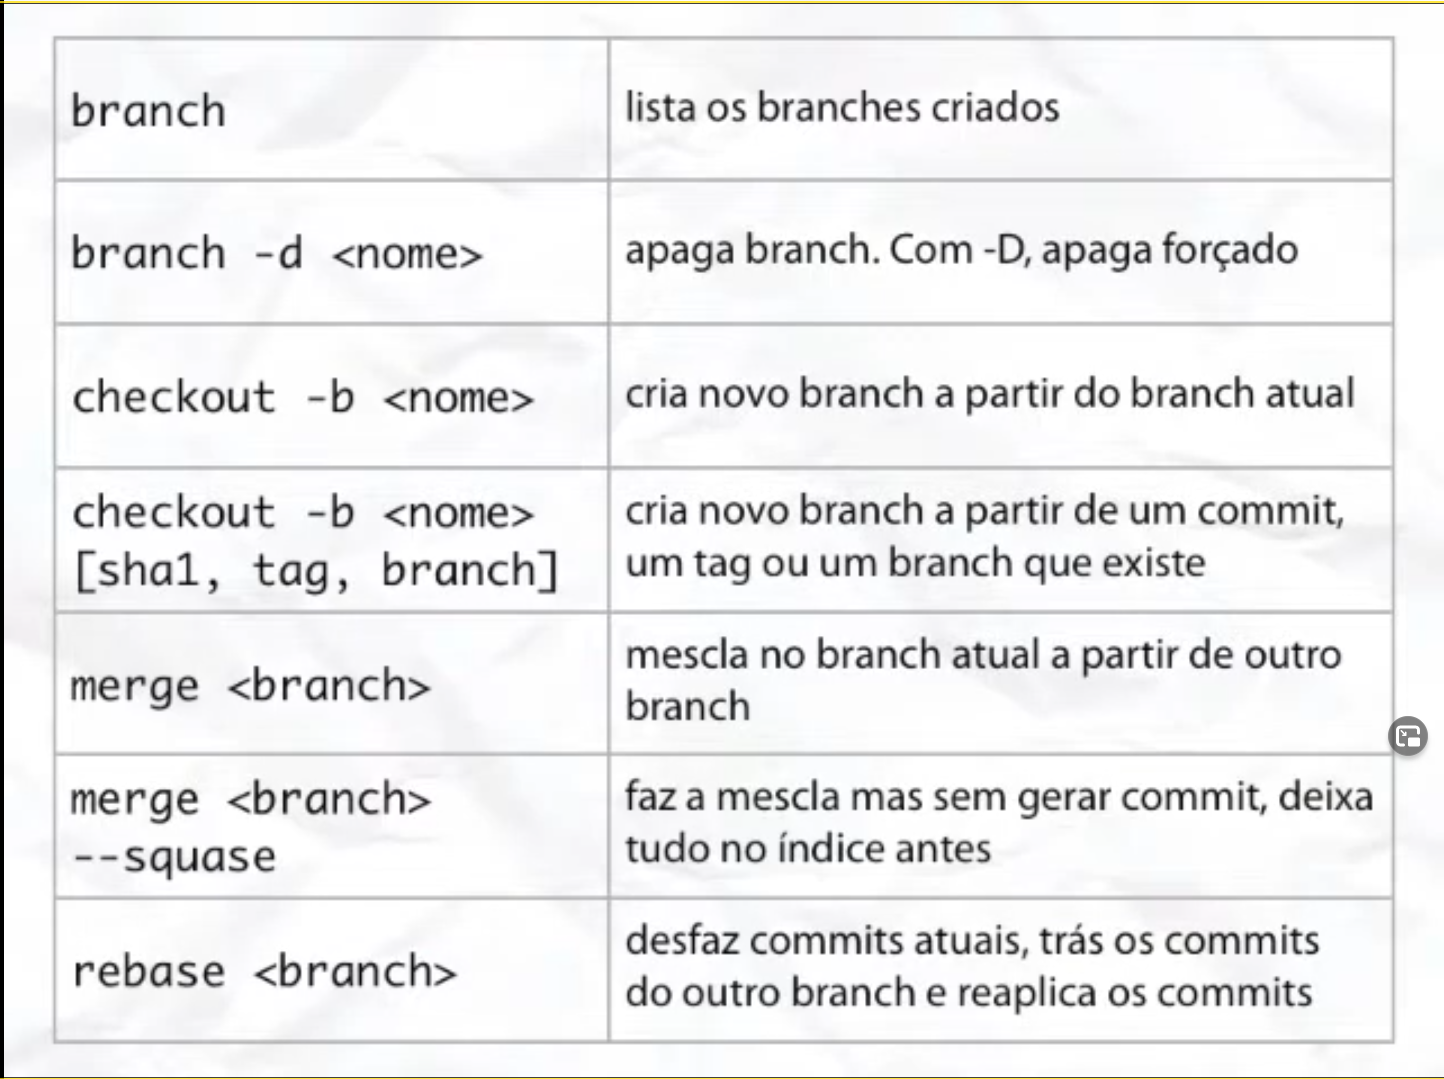 branch
lista os branches criados
branch -d <nome>
apaga branch. Com -D, apaga forçado
checkout -b <nome>
cria novo branch a partir do branch atual
checkout -b <nome>
[sha1, tag, branch]
cria novo branch a partir de um commit,
um tag ou um branch que existe
merge <branch>
mescla no branch atual a partir de outro
branch
merge <branch>
--squase
faz a mescla mas sem gerar commit, deixa
tudo no índice antes
rebase <branch>
desfaz commits atuais, trás os commits
do outro branch e reaplica os commits